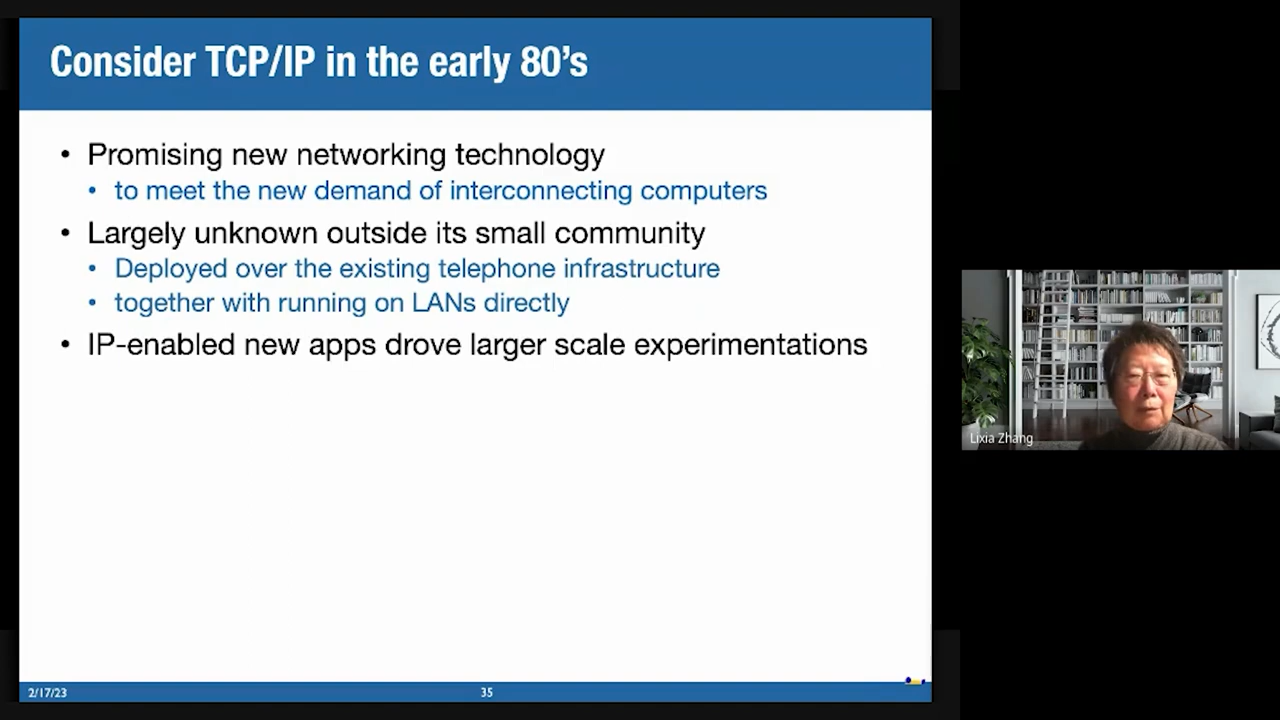 Consider TCP/IP in the early 80’s
• Promising new networking technology
• to meet the new demand of interconnecting computers
• Largely unknown outside its small community
• Deployed over the existing telephone infrastructure
• together with running on LANs directly
• IP-enabled new apps drove larger scale experimentations
Lixia Zhang
2/17/23
35